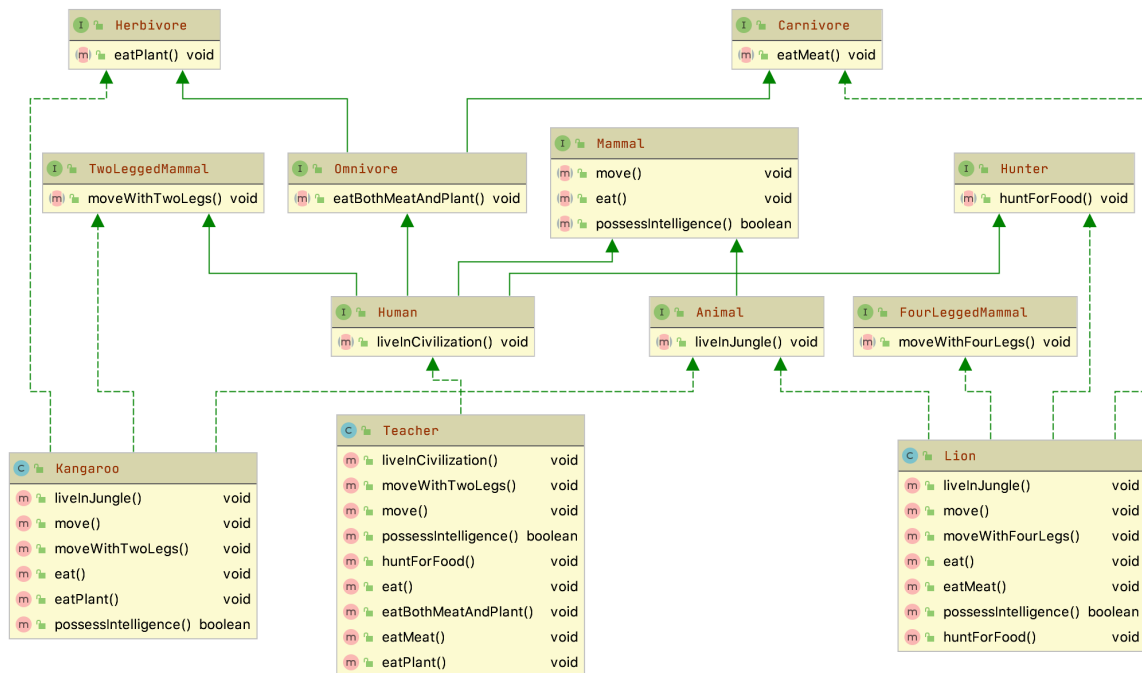 I Herbivore
m eatPlant() void
I Carnivore
m eatMeat() void
I TwoLeggedMammal
m moveWithTwoLegs() void
I Omnivore
m eatBothMeatAndPlant() void
I Mammal
m move() void
m eat() void
m possessIntelligence() boolean
I Hunter
m huntForFood() void
I Human
m liveInCivilization() void
I Animal
m liveInJungle() void
I FourLeggedMammal
m moveWithFourLegs() void
C Kangaroo
m liveInJungle() void
m move() void
m moveWithTwoLegs() void
m eat() void
m eatPlant() void
m possessIntelligence() boolean
C Teacher
m liveInCivilization() void
m moveWithTwoLegs() void
m move() void
m possessIntelligence() boolean
m huntForFood() void
m eat() void
m eatBothMeatAndPlant() void
m eatMeat() void
m eatPlant() void
C Lion
m liveInJungle() void
m move() void
m moveWithFourLegs() void
m eat() void
m eatMeat() void
m possessIntelligence() boolean
m huntForFood() void